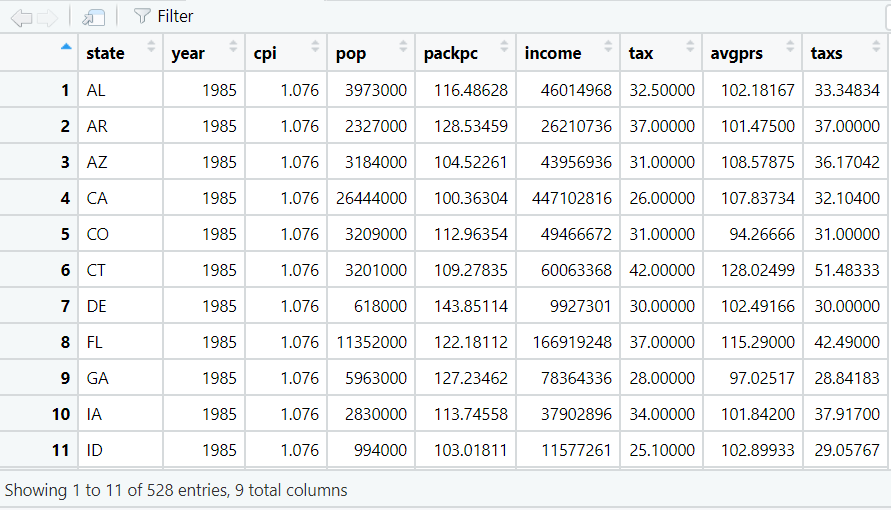 Filter
state year cpi pop packpc income tax avgprs taxs
1 AL 1985 1.076 3973000 116.48628 46014968 32.50000 102.18167 33.34834
2 AR 1985 1.076 2327000 128.53459 26210736 37.00000 101.47500 37.00000
3 AZ 1985 1.076 3184000 104.52261 43956936 31.00000 108.57875 36.17042
4 CA 1985 1.076 26444000 100.36304 447102816 26.00000 107.83734 32.10400
5 CO 1985 1.076 3209000 112.96354 49466672 31.00000 94.26666 31.00000
6 CT 1985 1.076 3201000 109.27835 60063368 42.00000 128.02499 51.48333
7 DE 1985 1.076 618000 143.85114 9927301 30.00000 102.49166 30.00000
8 FL 1985 1.076 11352000 122.18112 166919248 37.00000 115.29000 42.49000
9 GA 1985 1.076 5963000 127.23462 78364336 28.00000 97.02517 28.84183
10 IA 1985 1.076 2830000 113.74558 37902896 34.00000 101.84200 37.91700
11 ID 1985 1.076 994000 103.01811 11577261 25.10000 102.89933 29.05767
Showing 1 to 11 of 528 entries, 9 total columns